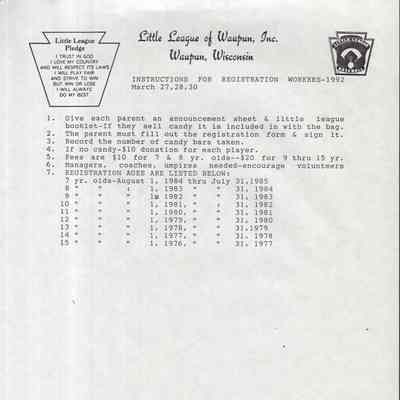 Little League
Pledge
I TRUST IN GOD
I LOVE MY COUNTRY
AND WILL RESPECT ITS LAWS
I WILL PLAY FAIR
AND STRIVE TO WIN
BUT WIN OR LOSE
I WILL ALWAYS
DO MY BEST
Little League of Waupun, Inc.
Waupun, Wisconsin
LITTLE LEAGUE
BASEBALL
INSTRUCTIONS FOR REGISTRATION WORKERS-1992
March 27,28,30
1. Give each parent an announcement sheet & little league
booklet-If they sell candy it is included in with the bag.
2. The parent must fill out the registration form & sign it.
3. Record the number of candy bars taken.
4. If no candy-$10 donation for each player.
5. Fees are $10 for 7 & 8 yr. olds--$20 for 9 thru 15 yr.
6. Managers, coaches, umpires needed-encourage volunteers
7. REGISTRATION AGES ARE LISTED BELOW:
7 yr. olds-August 1, 1984 thru July 31,1985
8 " " " 1, 1983 " " 31, 1984
9 " " " 1, 1982 " " 31, 1983
10 " " " 1, 1981, " " 31, 1982
11 " " " 1, 1980, " " 31, 1981
12 " " " 1, 1979, " " 31, 1980
13 " " " 1, 1978, " " 31,1979
14 " " " 1, 1977, " " 31, 1978
15 " " " 1, 1976, " " 31, 1977